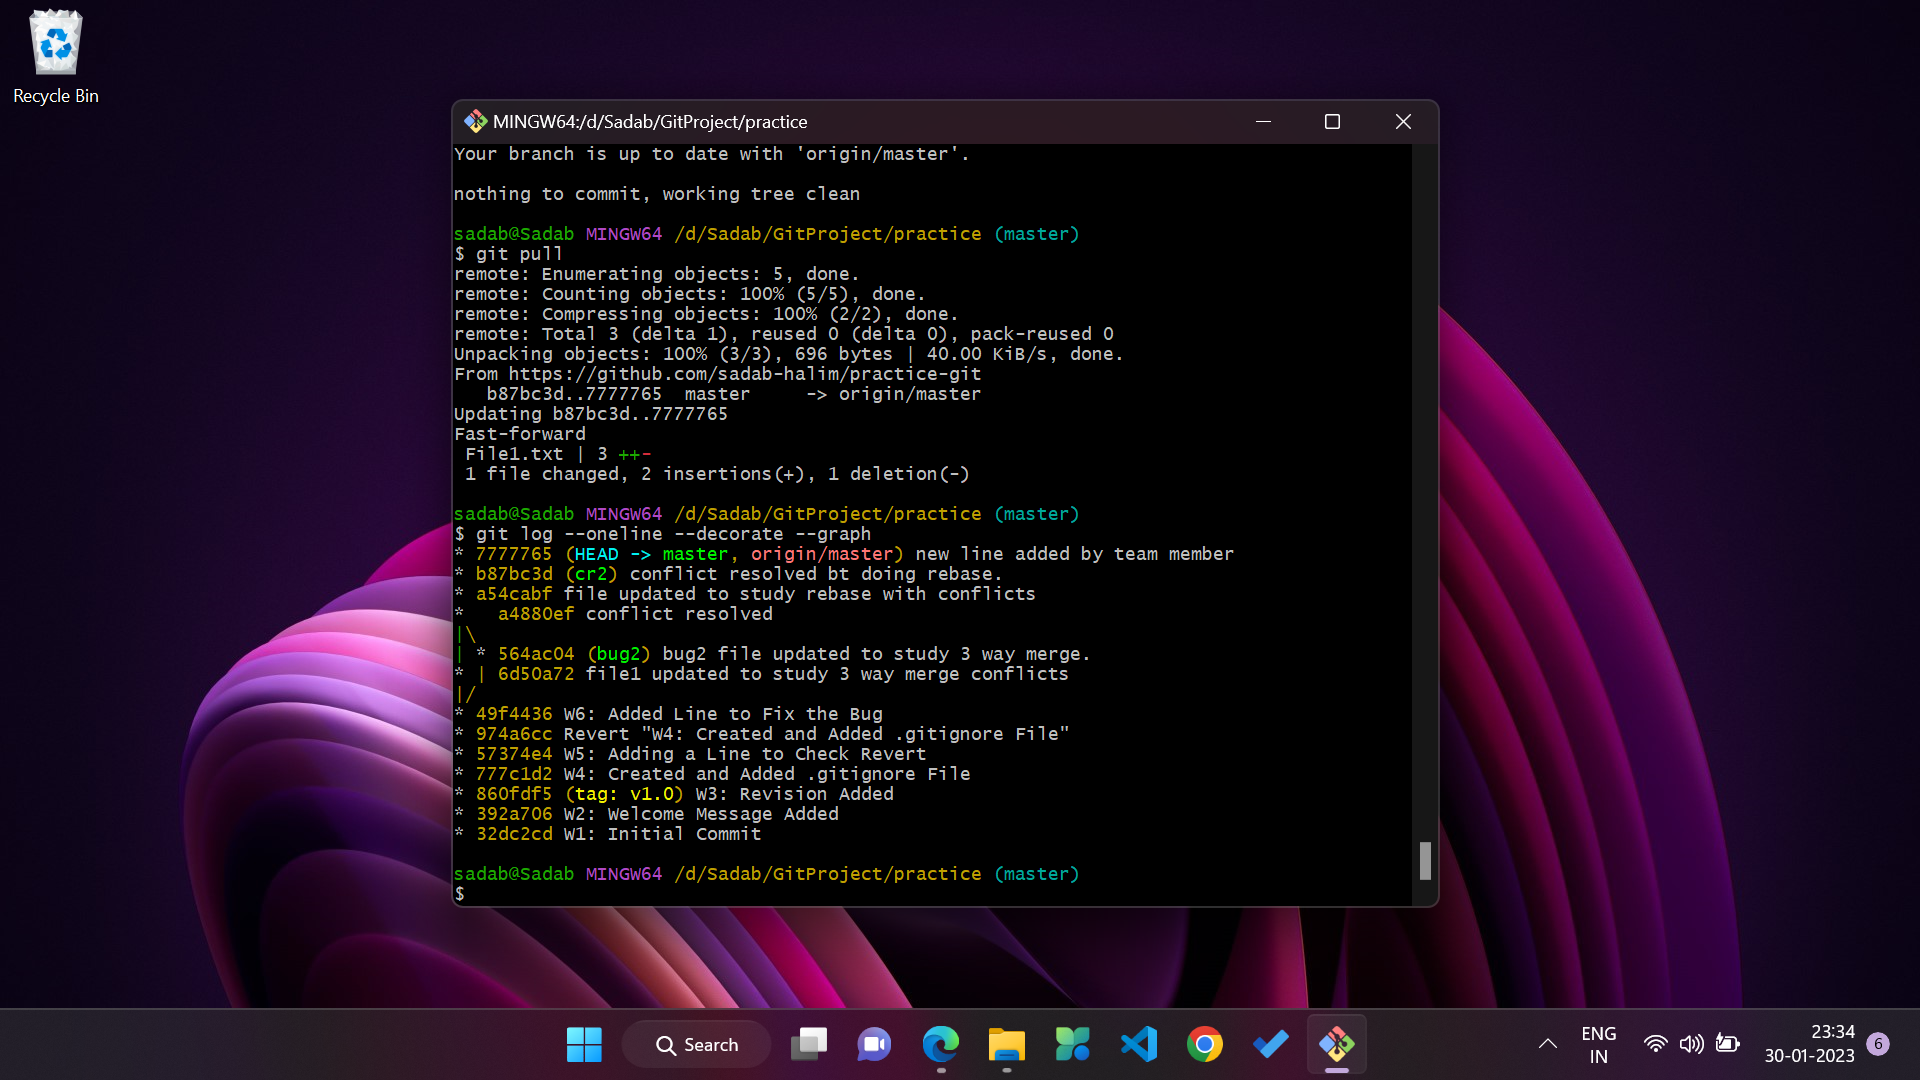 Recycle Bin
MINGW64:/d/Sadab/GitProject/practice
Your branch is up to date with 'origin/master'.
nothing to commit, working tree clean
sadab@Sadab MINGW64 /d/Sadab/GitProject/practice (master)
$ git pull
remote: Enumerating objects: 5, done.
remote: Counting objects: 100% (5/5), done.
remote: Compressing objects: 100% (2/2), done.
remote: Total 3 (delta 1), reused 0 (delta 0), pack-reused 0
Unpacking objects: 100% (3/3), 696 bytes | 40.00 KiB/s, done.
From https://github.com/sadab-halim/practice-git
   b87bc3d..7777765  master     -> origin/master
Updating b87bc3d..7777765
Fast-forward
 File1.txt | 3 ++-
 1 file changed, 2 insertions(+), 1 deletion(-)
sadab@Sadab MINGW64 /d/Sadab/GitProject/practice (master)
$ git log --oneline --decorate --graph
* 7777765 (HEAD -> master, origin/master) new line added by team member
* b87bc3d (cr2) conflict resolved bt doing rebase.
* a54cabf file updated to study rebase with conflicts
*   a4880ef conflict resolved
|\
| * 564ac04 (bug2) bug2 file updated to study 3 way merge.
* | 6d50a72 file1 updated to study 3 way merge conflicts
|/
* 49f4436 W6: Added Line to Fix the Bug
* 974a6cc Revert "W4: Created and Added .gitignore File"
* 57374e4 W5: Adding a Line to Check Revert
* 777c1d2 W4: Created and Added .gitignore File
* 860fdf5 (tag: v1.0) W3: Revision Added
* 392a706 W2: Welcome Message Added
* 32dc2cd W1: Initial Commit
sadab@Sadab MINGW64 /d/Sadab/GitProject/practice (master)
$
Search
ENG
IN
23:34
30-01-2023
6